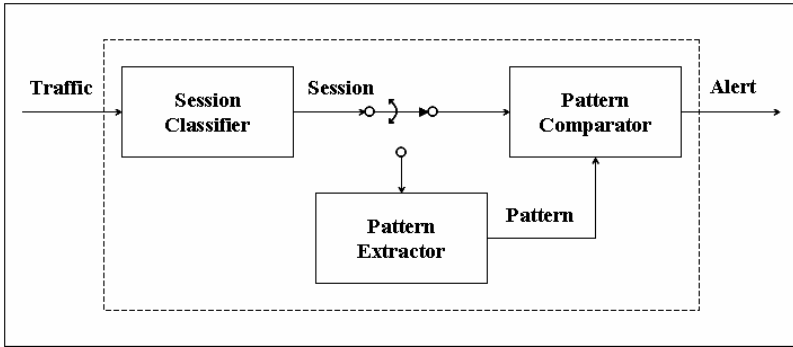 Traffic
Session
Classifier
Session
Pattern
Comparator
Alert
Pattern
Extractor
Pattern